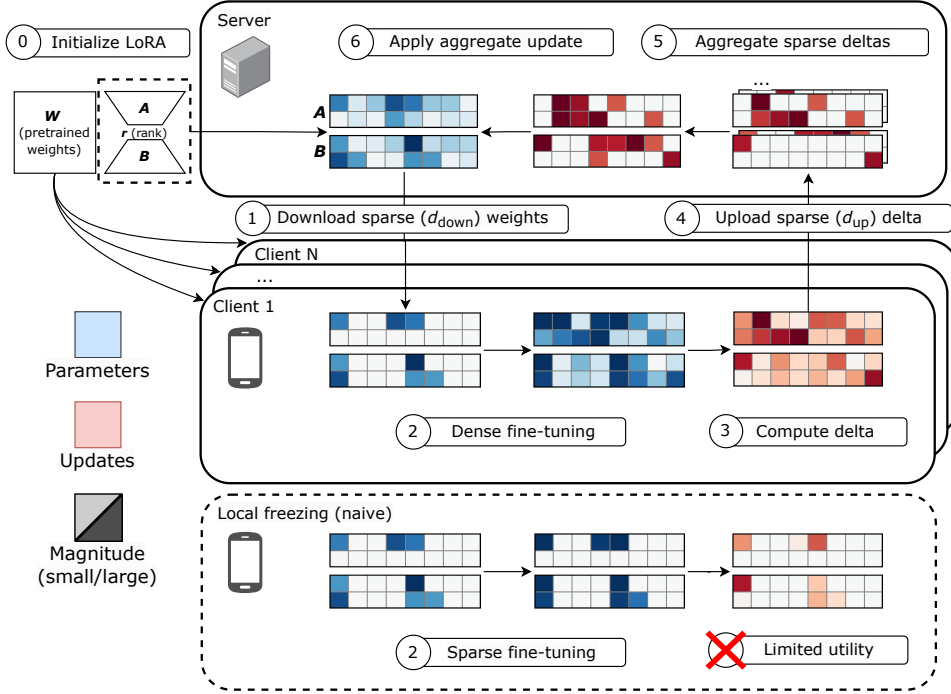 0 Initialize LoRA
W
(pretrained
weights)
A
r (rank)
B
Server
6 Apply aggregate update
5 Aggregate sparse deltas
...
A
B
1 Download sparse (d_down) weights
4 Upload sparse (d_up) delta
Client N
...
Client 1
2 Dense fine-tuning
3 Compute delta
Parameters
Updates
Magnitude
(small/large)
Local freezing (naive)
2 Sparse fine-tuning
Limited utility